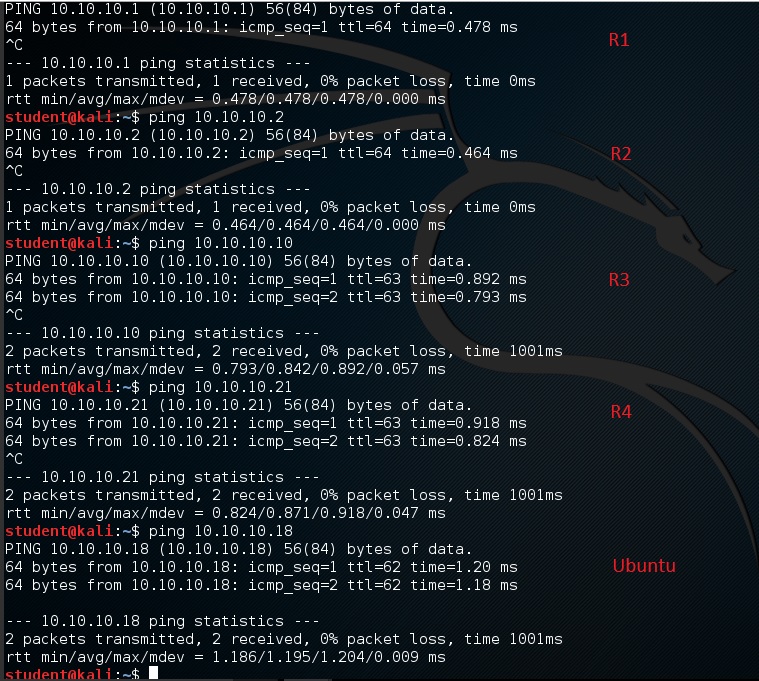 PING 10.10.10.1 (10.10.10.1) 56(84) bytes of data.
64 bytes from 10.10.10.1: icmp_seq=1 ttl=64 time=0.478 ms
R1
^C
--- 10.10.10.1 ping statistics ---
1 packets transmitted, 1 received, 0% packet loss, time 0ms
rtt min/avg/max/mdev = 0.478/0.478/0.478/0.000 ms
student@kali:~$ ping 10.10.10.2
PING 10.10.10.2 (10.10.10.2) 56(84) bytes of data.
64 bytes from 10.10.10.2: icmp_seq=1 ttl=64 time=0.464 ms
R2
^C
--- 10.10.10.2 ping statistics ---
1 packets transmitted, 1 received, 0% packet loss, time 0ms
rtt min/avg/max/mdev = 0.464/0.464/0.464/0.000 ms
student@kali:~$ ping 10.10.10.10
PING 10.10.10.10 (10.10.10.10) 56(84) bytes of data.
64 bytes from 10.10.10.10: icmp_seq=1 ttl=63 time=0.892 ms
R3
64 bytes from 10.10.10.10: icmp_seq=2 ttl=63 time=0.793 ms
^C
--- 10.10.10.10 ping statistics ---
2 packets transmitted, 2 received, 0% packet loss, time 1001ms
rtt min/avg/max/mdev = 0.793/0.842/0.892/0.057 ms
student@kali:~$ ping 10.10.10.21
PING 10.10.10.21 (10.10.10.21) 56(84) bytes of data.
R4
64 bytes from 10.10.10.21: icmp_seq=1 ttl=63 time=0.918 ms
64 bytes from 10.10.10.21: icmp_seq=2 ttl=63 time=0.824 ms
^C
--- 10.10.10.21 ping statistics ---
2 packets transmitted, 2 received, 0% packet loss, time 1001ms
rtt min/avg/max/mdev = 0.824/0.871/0.918/0.047 ms
student@kali:~$ ping 10.10.10.18
PING 10.10.10.18 (10.10.10.18) 56(84) bytes of data.
64 bytes from 10.10.10.18: icmp_seq=1 ttl=62 time=1.20 ms
Ubuntu
64 bytes from 10.10.10.18: icmp_seq=2 ttl=62 time=1.18 ms
--- 10.10.10.18 ping statistics ---
2 packets transmitted, 2 received, 0% packet loss, time 1001ms
rtt min/avg/max/mdev = 1.186/1.195/1.204/0.009 ms
student@kali:~$